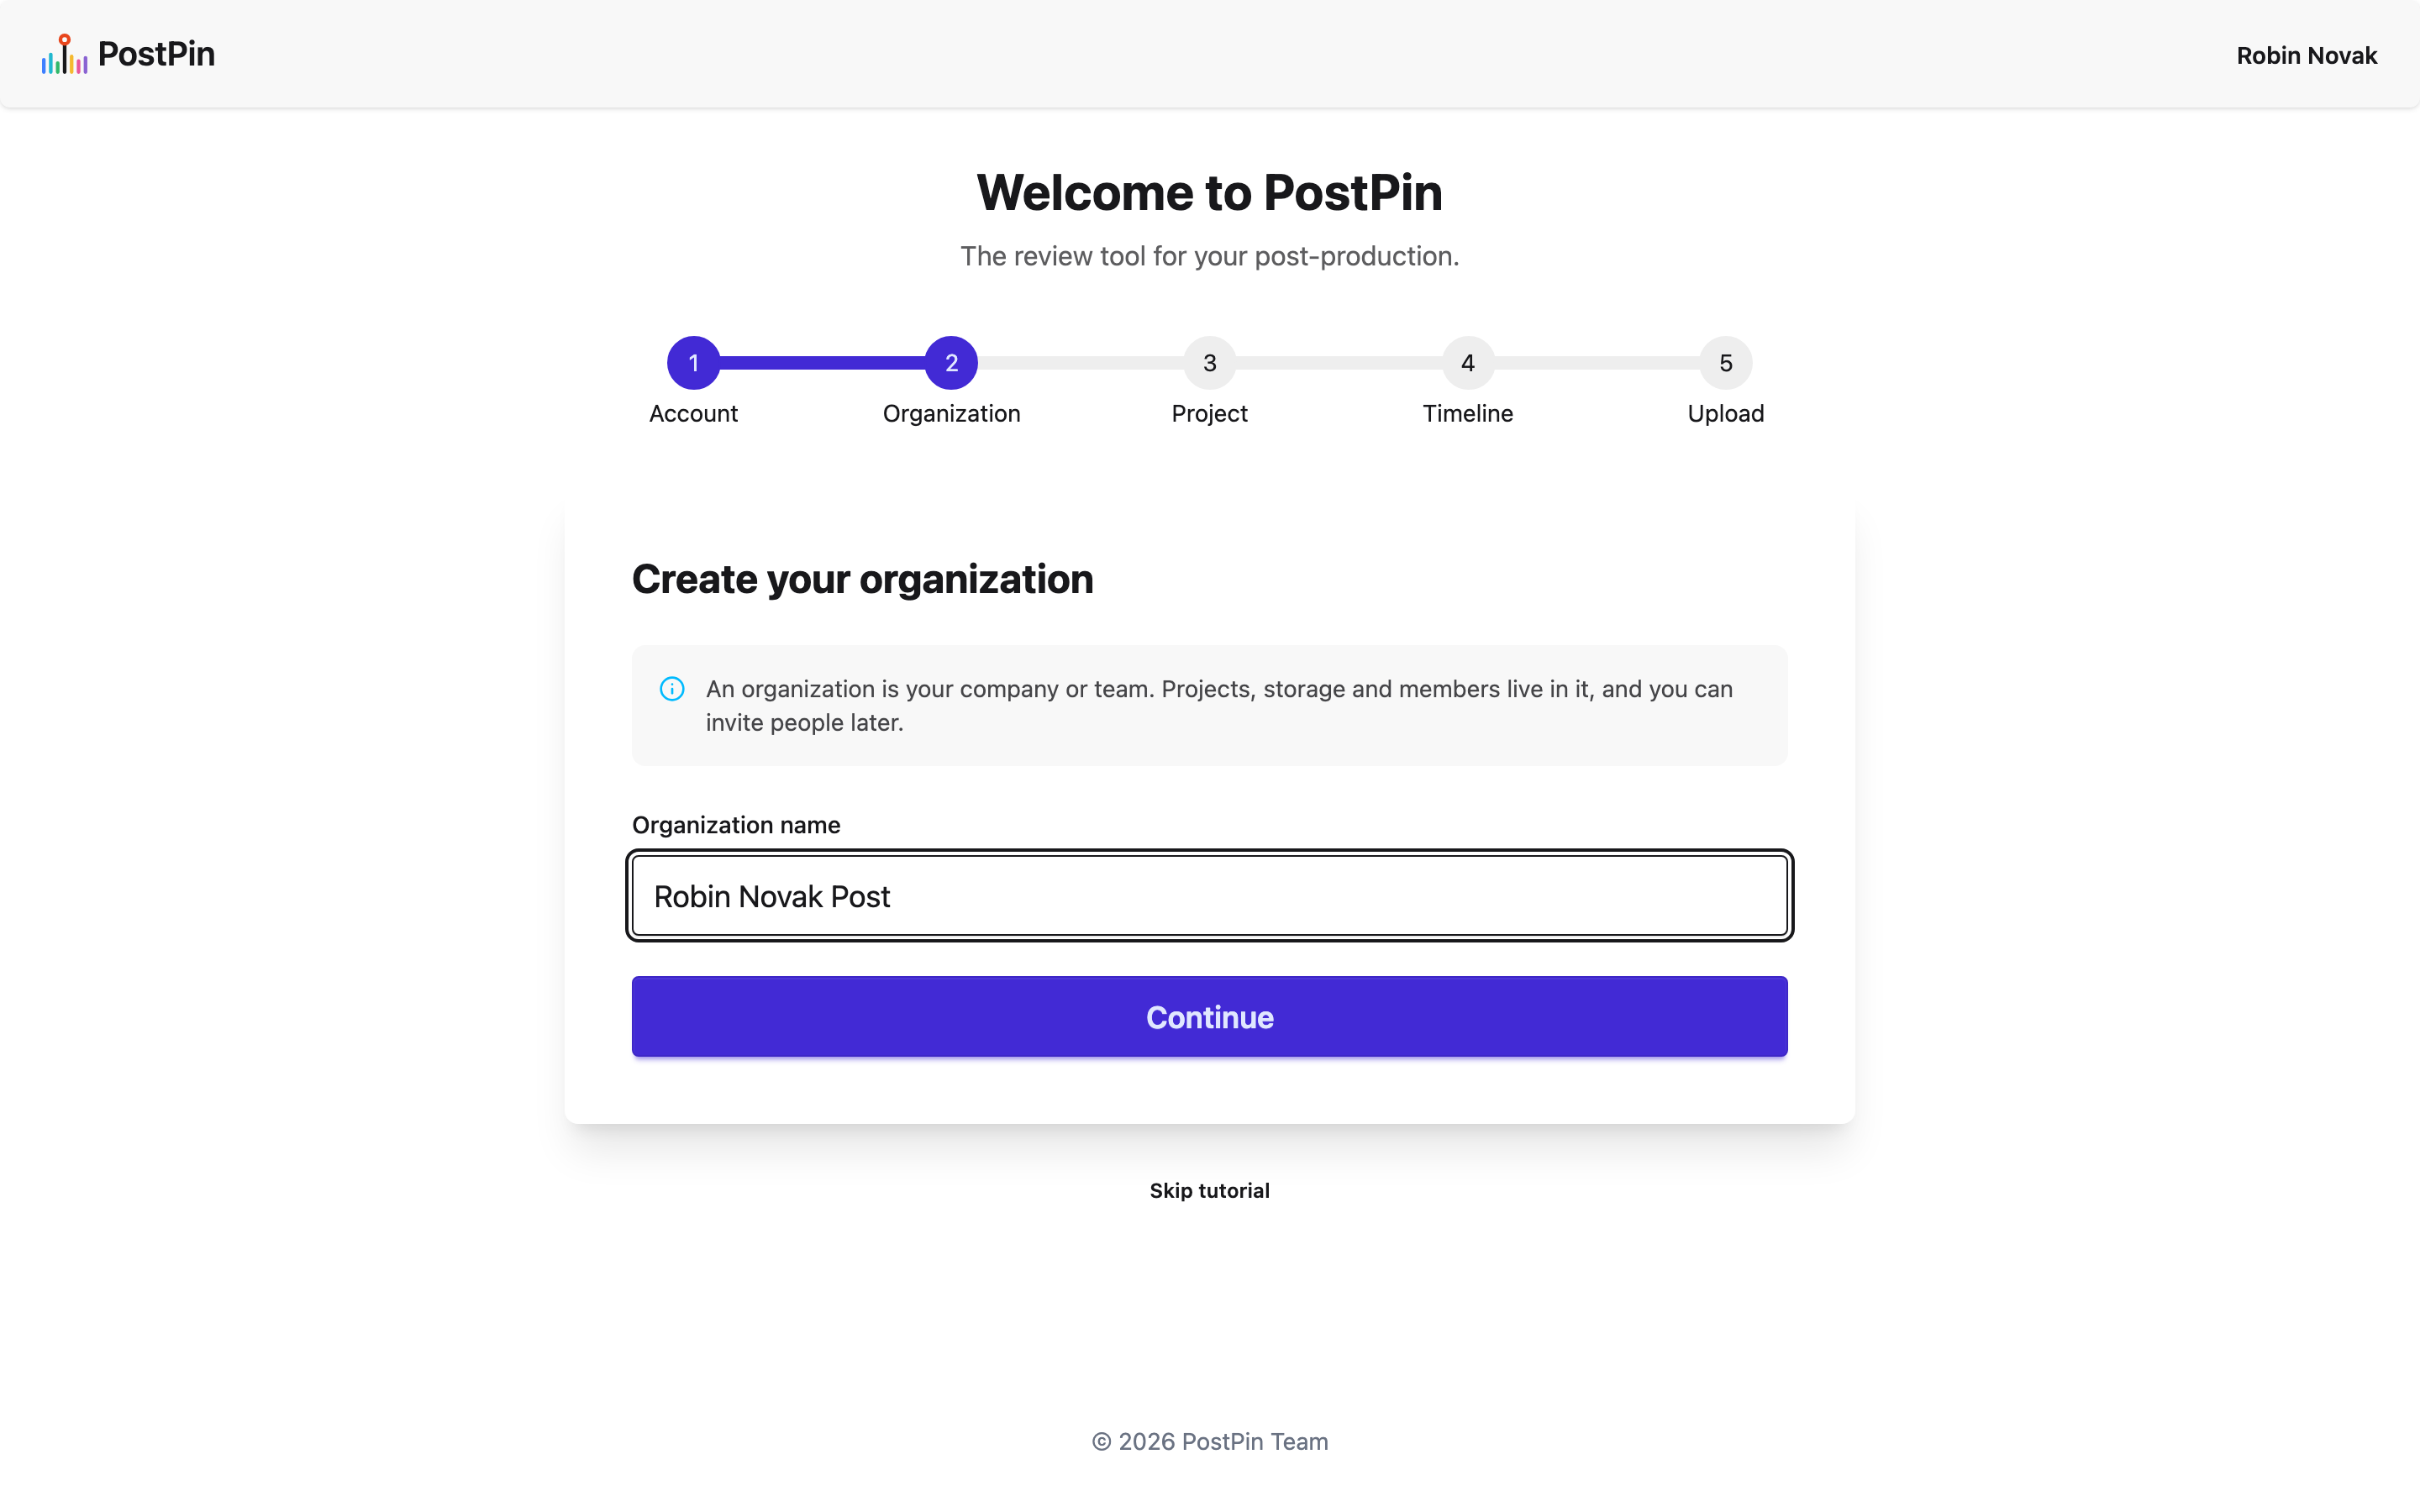 PostPin
Robin Novak
Welcome to PostPin
The review tool for your post-production.
1
2
3
4
5
Account
Organization
Project
Timeline
Upload
Create your organization
An organization is your company or team. Projects, storage and members live in it, and you can
invite people later.
Organization name
Robin Novak Post
Continue
Skip tutorial
© 2026 PostPin Team